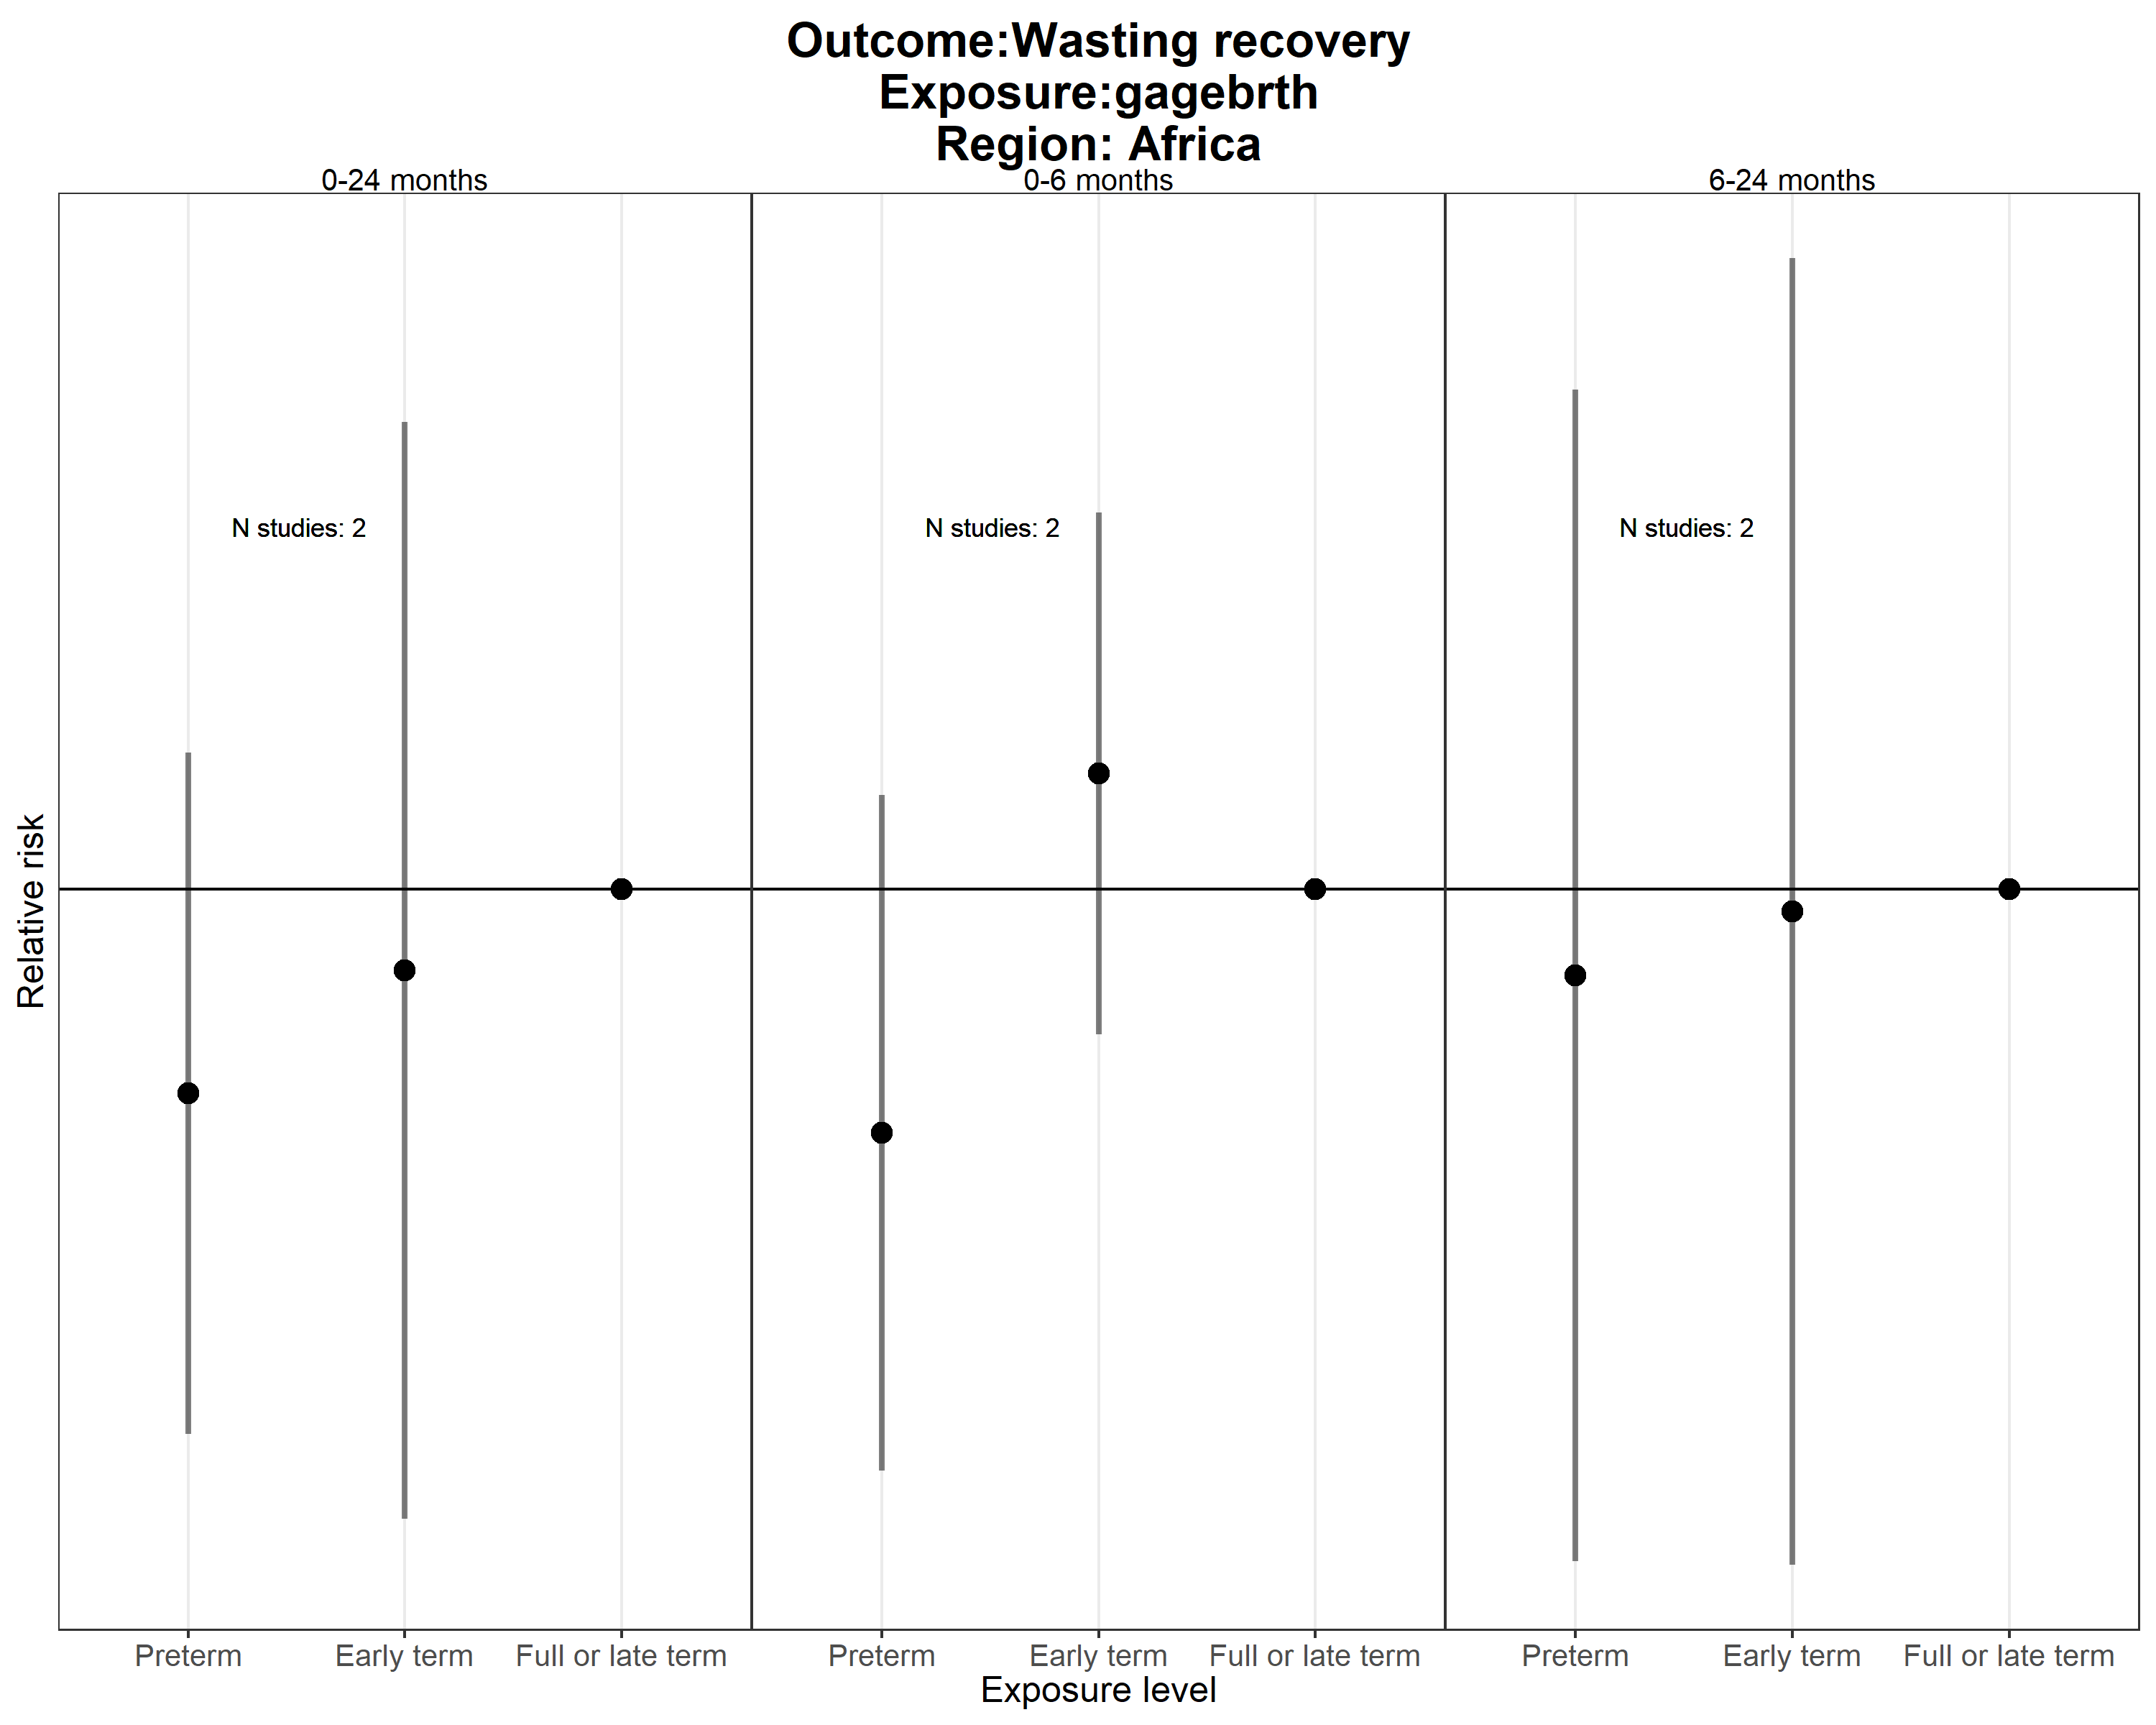 Outcome:Wasting recovery
Exposure:gagebrth
Region: Africa
0-24 months
0-6 months
6-24 months
N studies: 2
N studies: 2
N studies: 2
Relative risk
Preterm
Early term
Full or late term
Preterm
Early term
Full or late term
Preterm
Early term
Full or late term
Exposure level